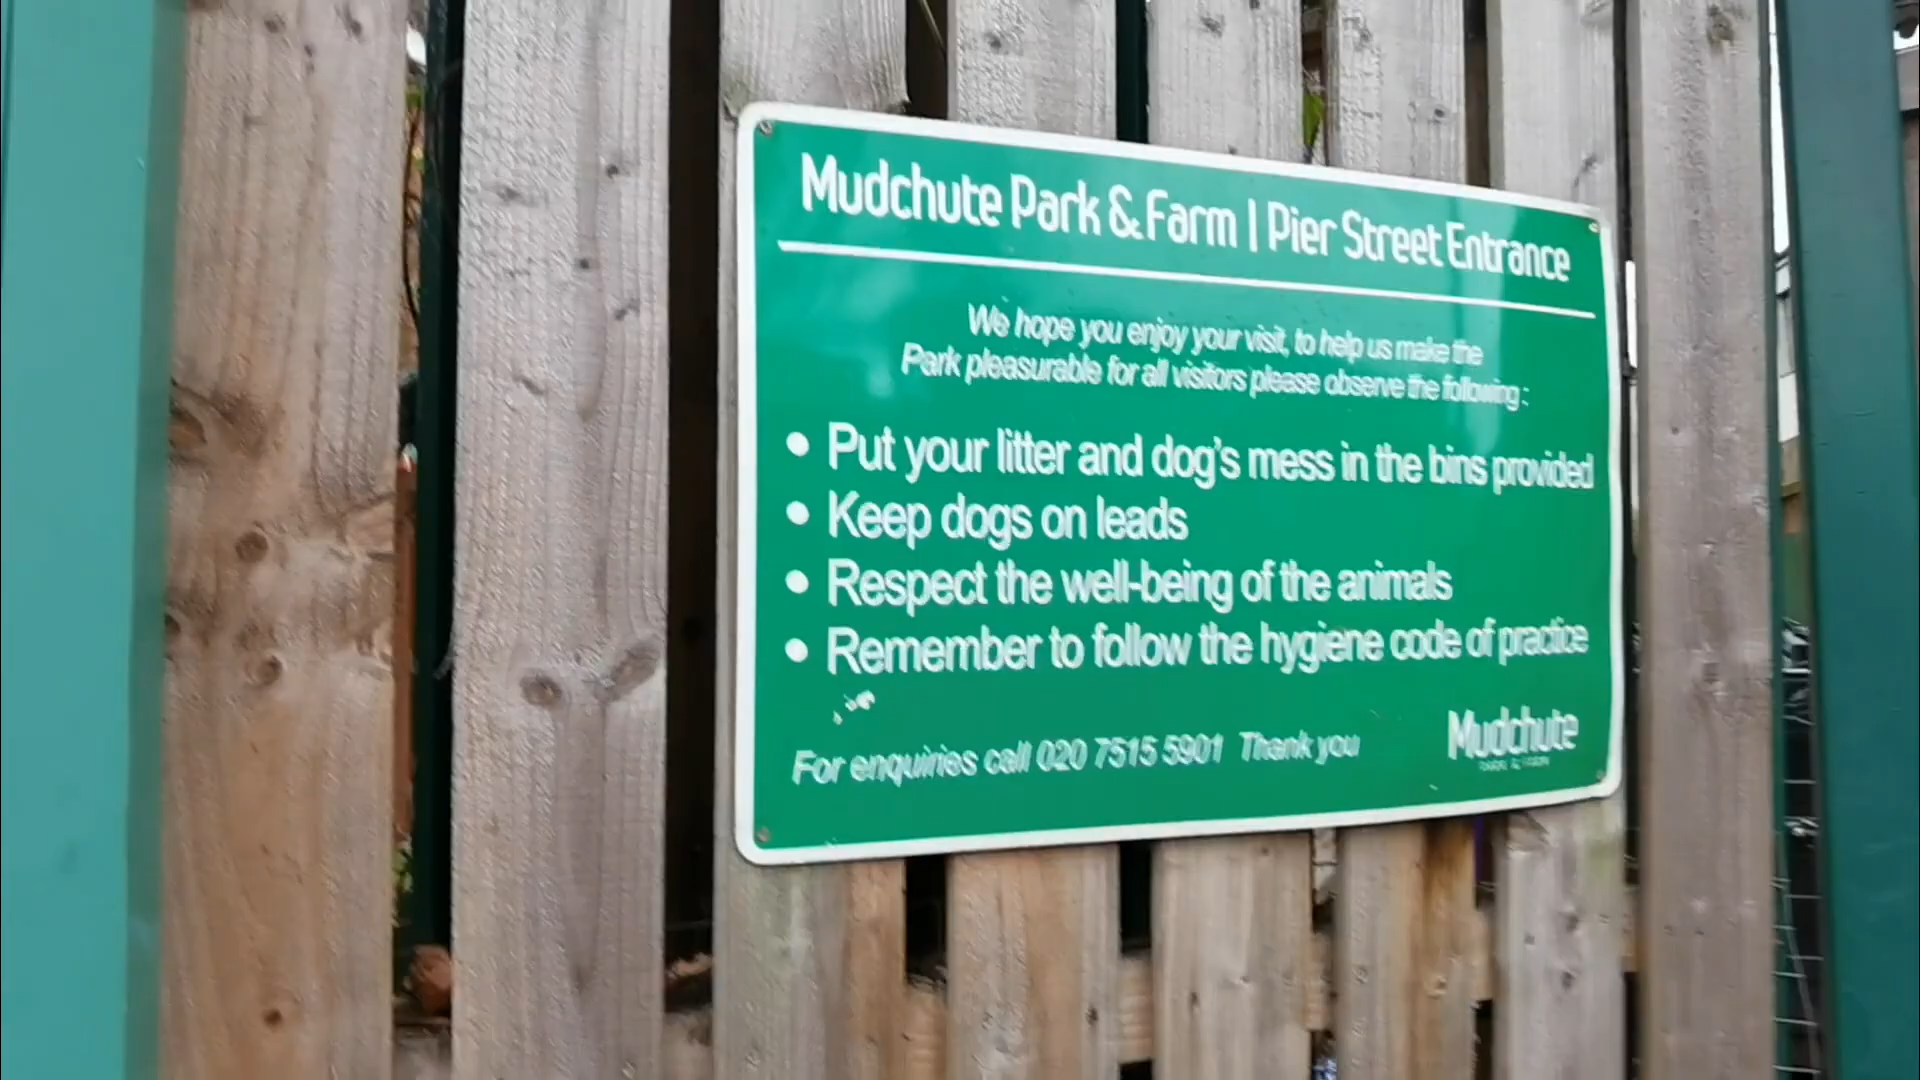 Mudchute Park & Farm | Pier Street Entrance
We hope you enjoy your visit, to help us make the
Park pleasurable for all visitors please observe the following :
• Put your litter and dog's mess in the bins provided
• Keep dogs on leads
• Respect the well-being of the animals
• Remember to follow the hygiene code of practice
For enquiries call 020 7515 5901 Thank you
Mudchute